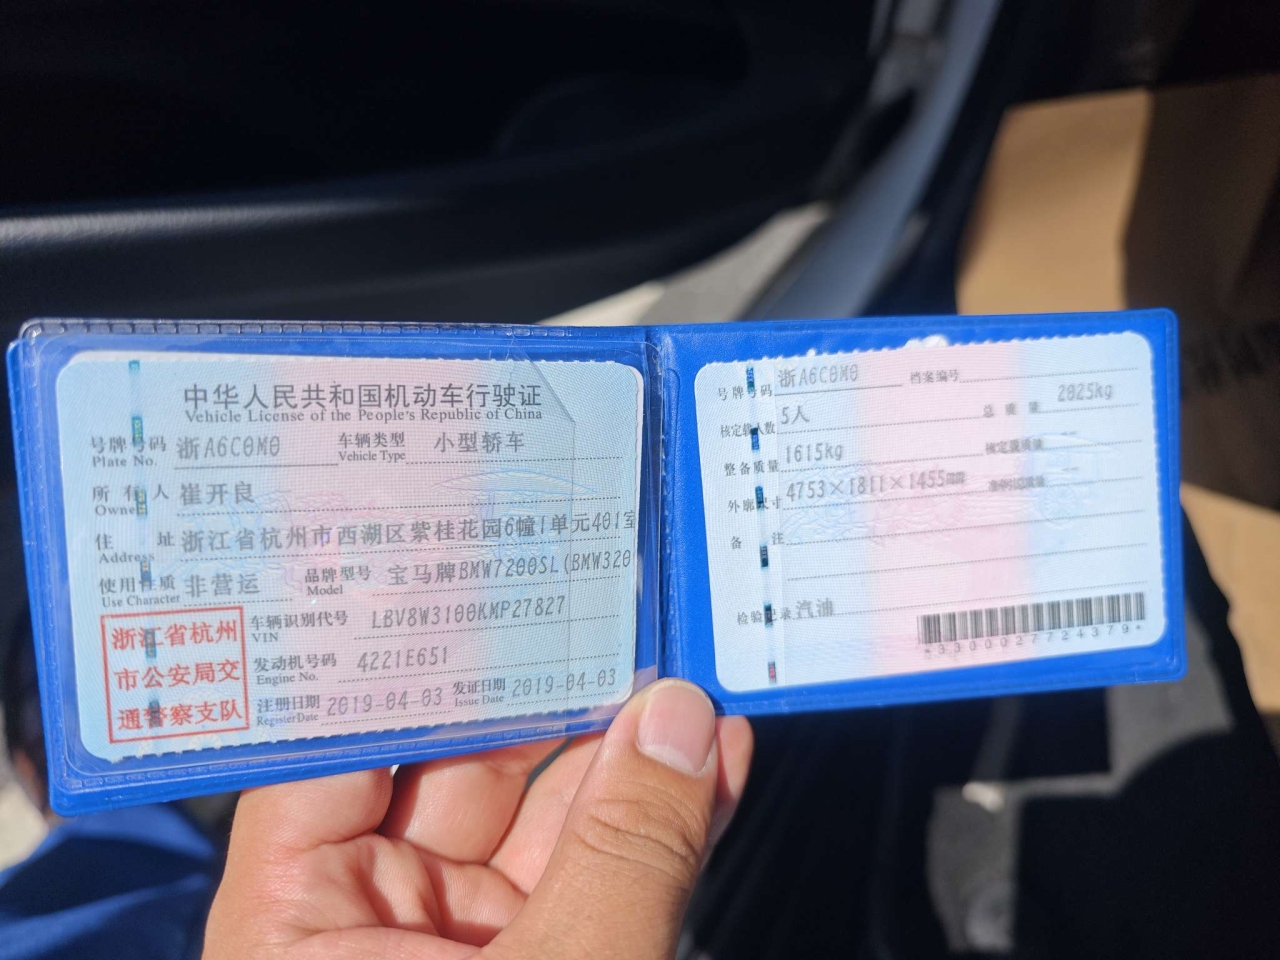 中华人民共和国机动车行驶证
Vehicle License of the People's Republic of China
号牌号码 浙A6C0M0 车辆类型 小型轿车
Plate No. Vehicle Type
所有人 崔开良
Owner
住址 浙江省杭州市西湖区紫桂花园6幢1单元401室
Address
使用性质 非营运 品牌型号 宝马牌BMW7200SL(BMW320
Use Character Model
浙江省杭州
市公安局交
通警察支队
车辆识别代号 LBV8W3100KMP27827
VIN
发动机号码 4221E651
Engine No.
注册日期 2019-04-03 发证日期 2019-04-03
Register Date Issue Date
号牌号码 浙A6C0M0 档案编号
核定载人数 5人 总质量 2025kg
整备质量 1615kg 核定载质量 --
外廓尺寸 4753×1811×1455mm --
备注
检验记录 汽油
*3300027724379*